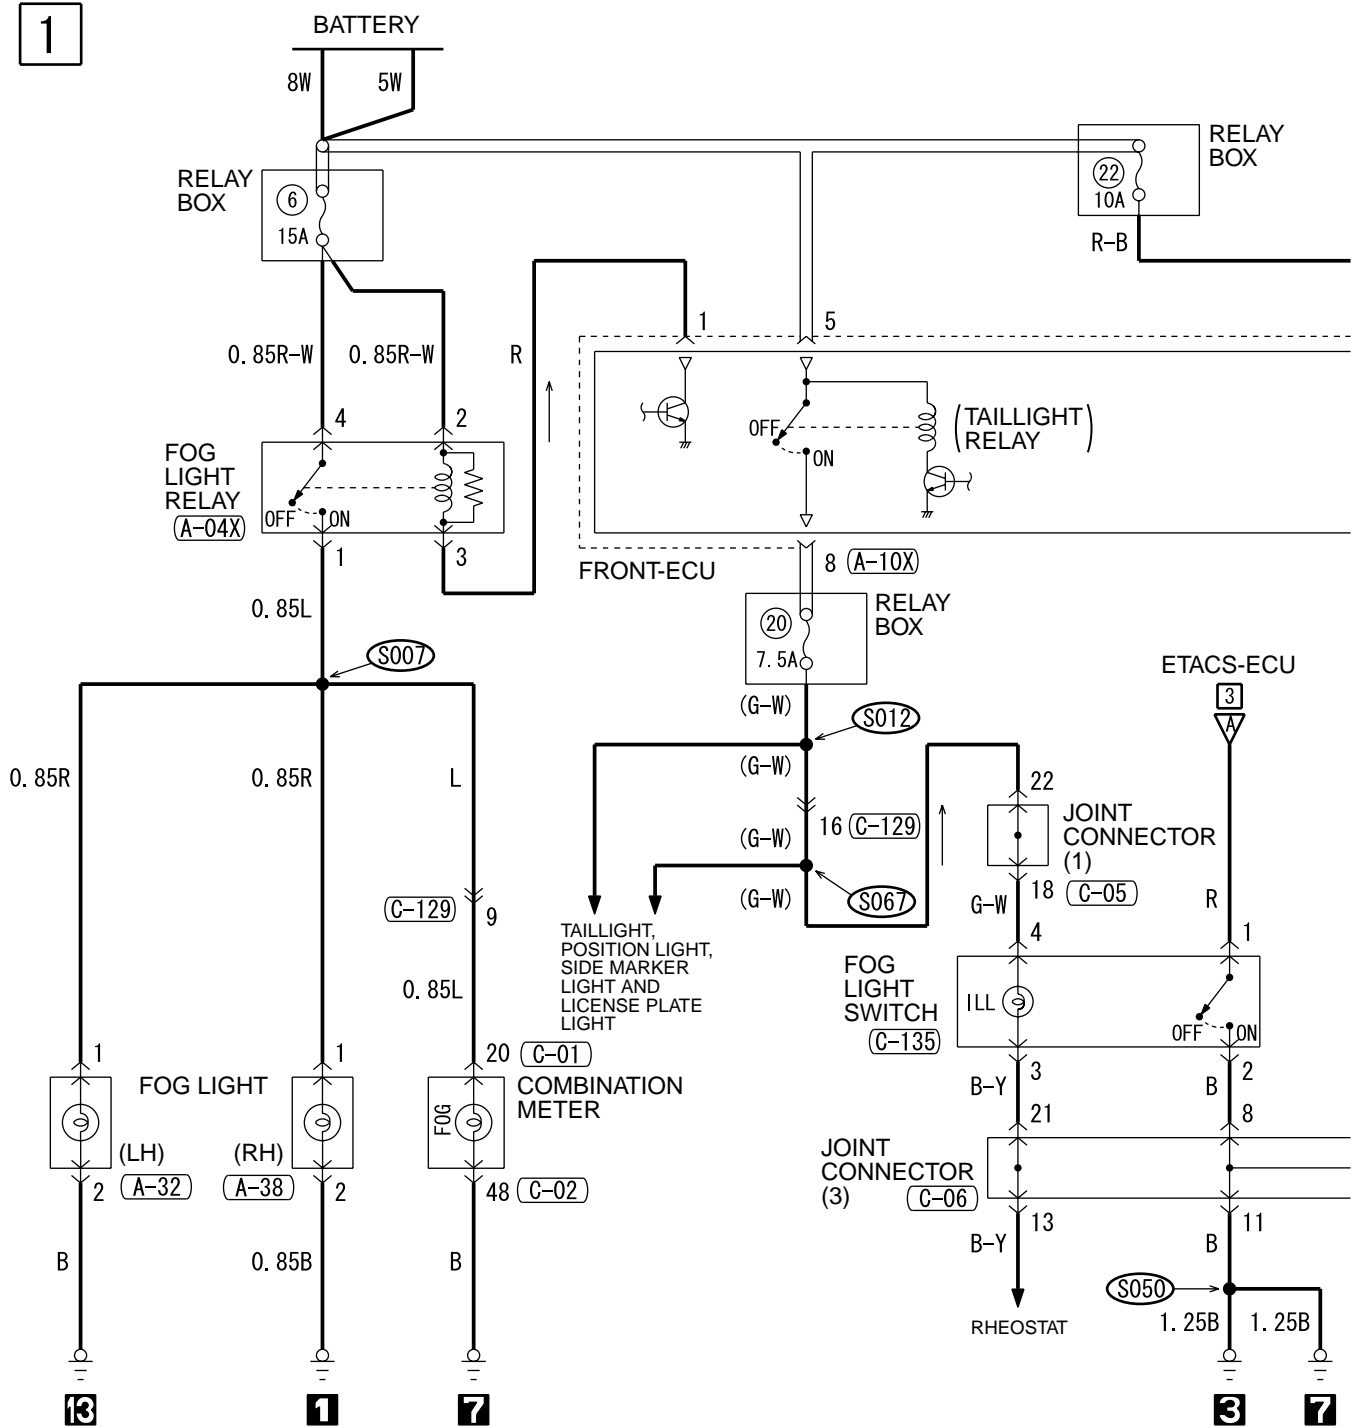 1
BATTERY
8W
5W
RELAY
BOX
22
10A
R-B
RELAY
BOX
6
15A
0.85R-W
0.85R-W
R
1
5
4
2
FOG
LIGHT
RELAY
A-04X
OFF
ON
1
3
OFF
ON
(TAILLIGHT
RELAY)
FRONT-ECU
8
A-10X
0.85L
RELAY
BOX
20
7.5A
S007
ETACS-ECU
3
A
(G-W)
S012
(G-W)
0.85R
0.85R
L
22
JOINT
CONNECTOR
(1)
16
C-129
(G-W)
18
C-05
(G-W)
S067
G-W
R
C-129
9
4
1
TAILLIGHT,
POSITION LIGHT,
SIDE MARKER
LIGHT AND
LICENSE PLATE
LIGHT
FOG
LIGHT
SWITCH
C-135
ILL
OFF
ON
0.85L
1
1
20
C-01
3
2
B-Y
B
FOG LIGHT
COMBINATION
METER
FOG
21
8
(LH)
(RH)
JOINT
CONNECTOR
(3)
C-06
2
A-32
A-38
2
48
C-02
13
11
B-Y
B
B
0.85B
B
S050
RHEOSTAT
1.25B
1.25B
13
1
7
3
7